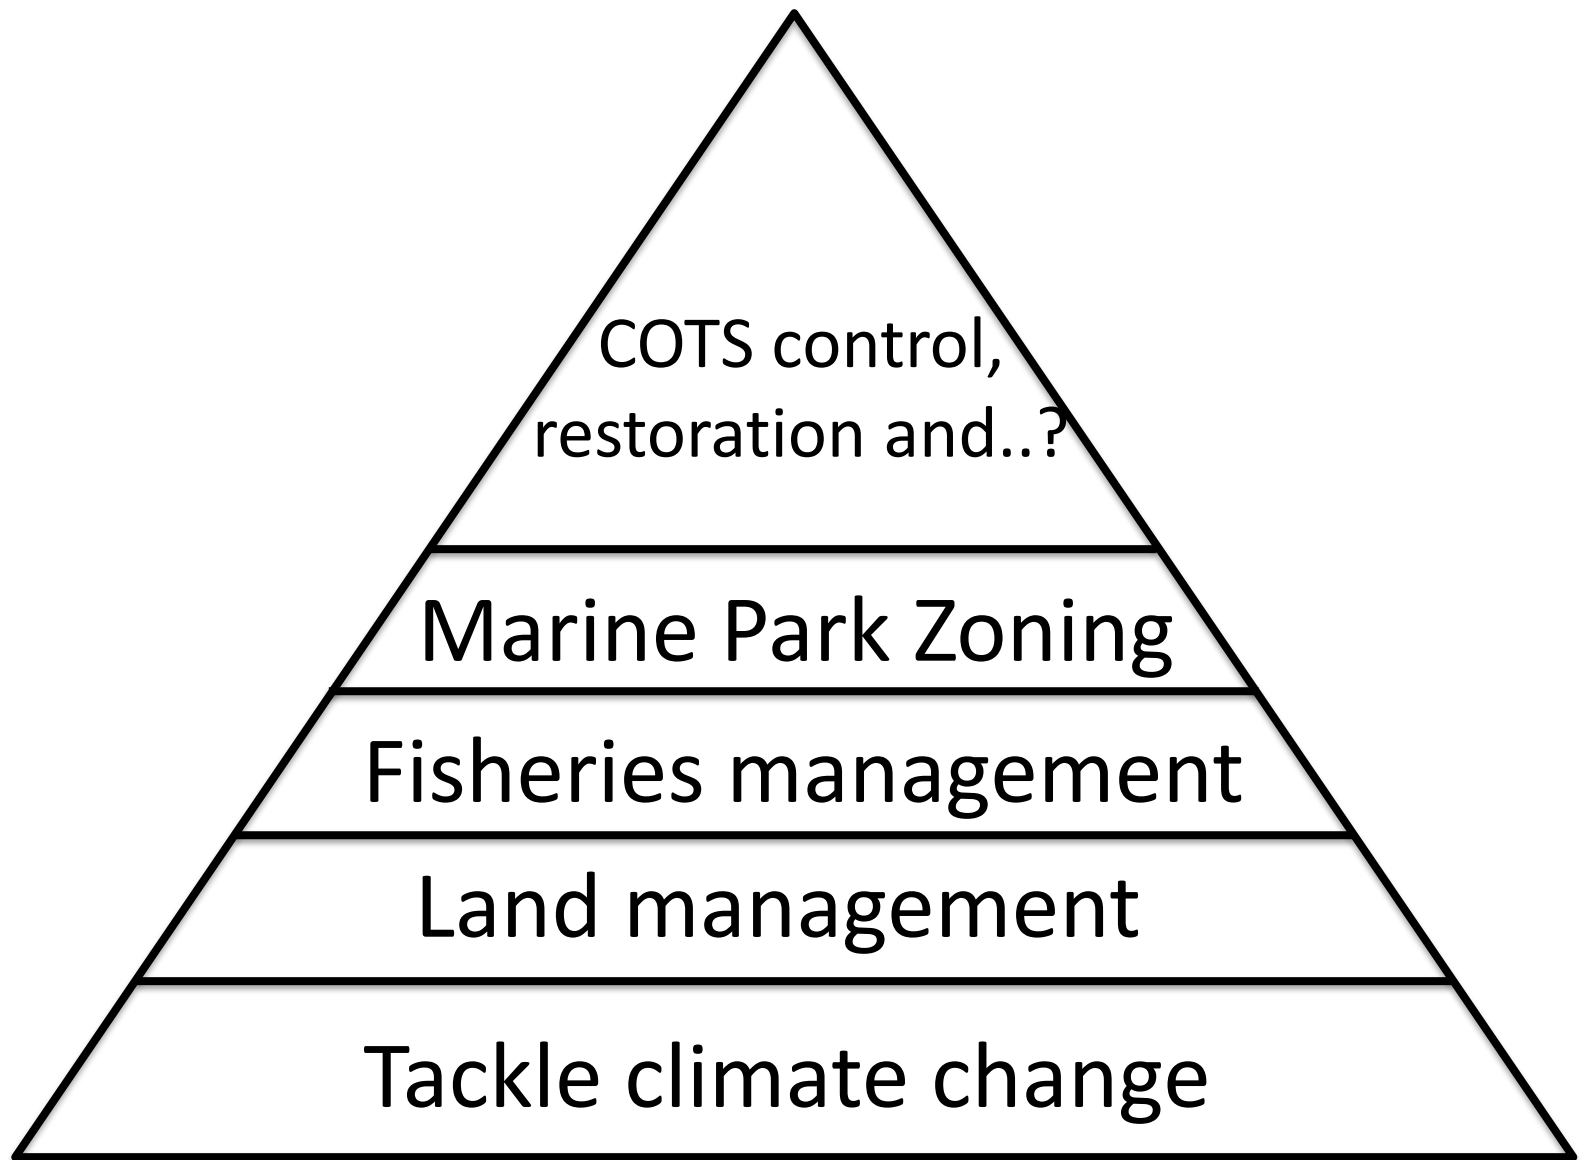 COTS control,
restoration and..?
Marine Park Zoning
Fisheries management
Land management
Tackle climate change